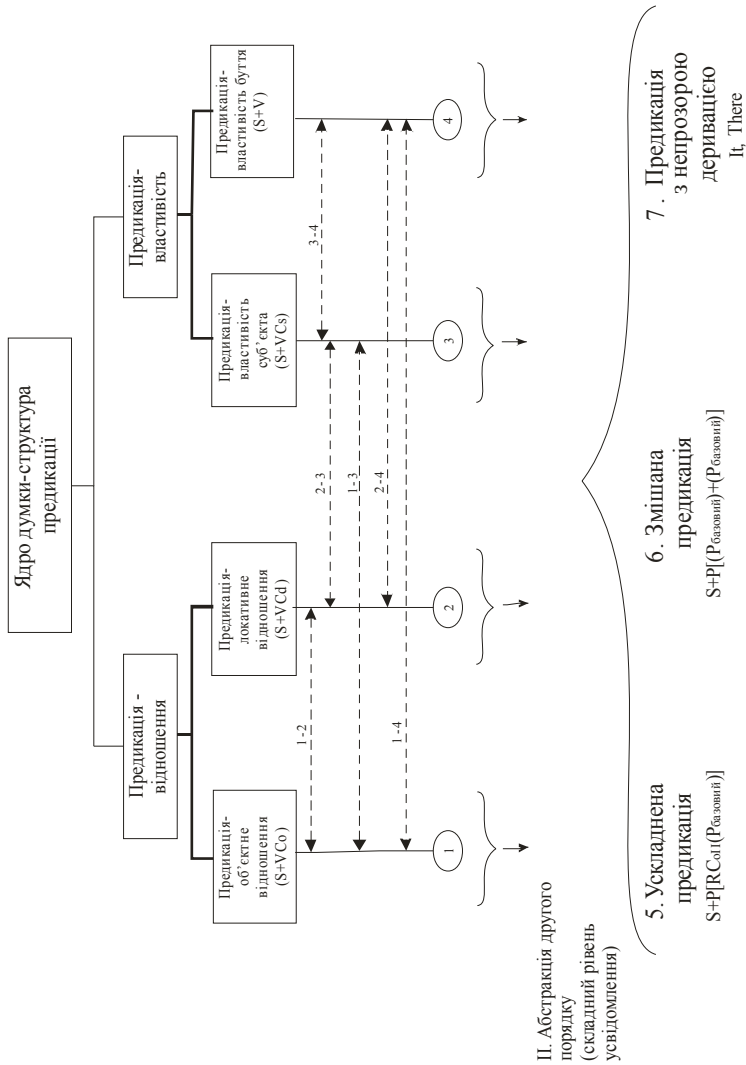 Ядро думки-структура
предикації
Предикація -
відношення
Предикація-
властивість
Предикація-
об’єктне
відношення
(S+VCo)
Предикація-
локативне
відношення
(S+VCd)
Предикація-
властивість
суб’єкта
(S+VCs)
Предикація-
властивість буття
(S+V)
1-2
2-3
3-4
1-3
2-4
1-4
1
2
3
4
II. Абстракція другого
порядку
(складний рівень
усвідомлення)
5. Ускладнена
предикація
S+P[RCoІ1(Pбазовий)]
6. Змішана
предикація
S+P[(Pбазовий)+(Pбазовий)]
7. Предикація
з непрозорою
деривацією
It, There